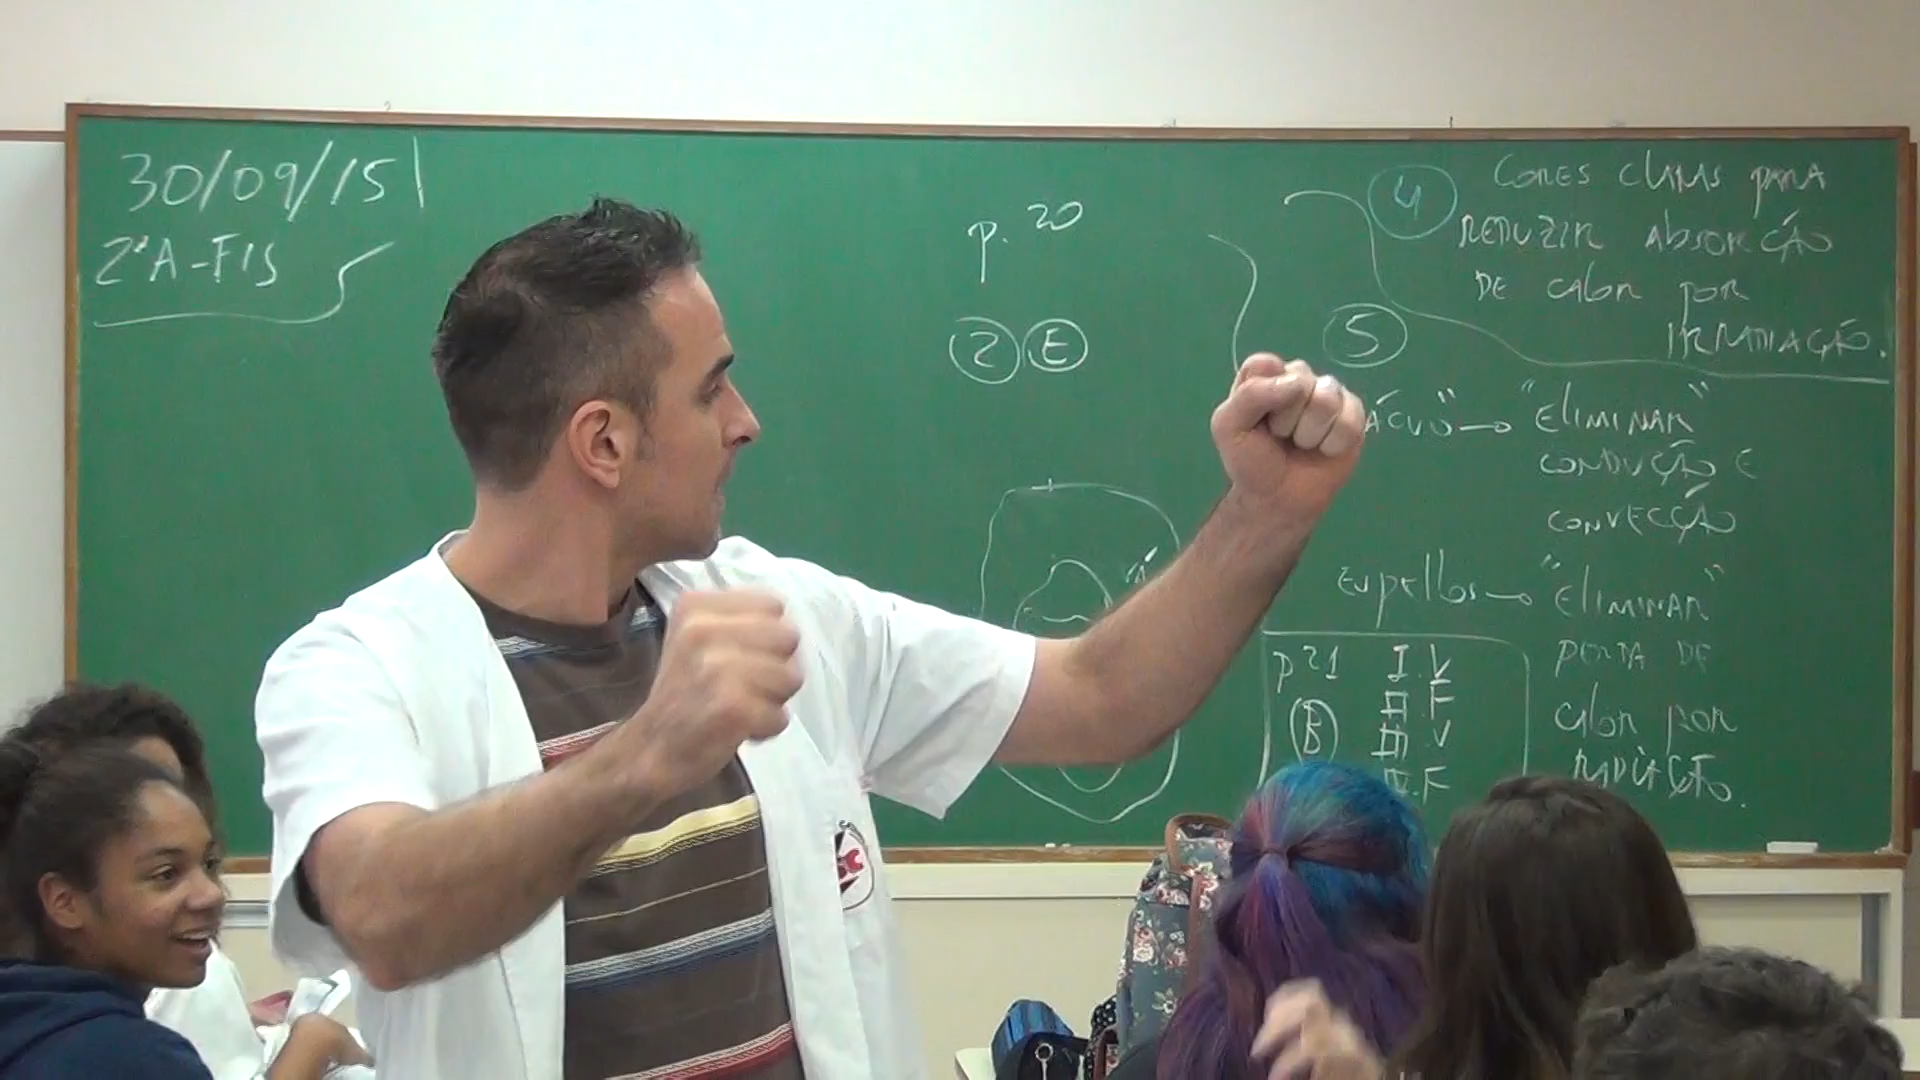 30/09/15
2ªA-FIS
p. 20
2 E
4 CORES CLARAS PARA
REDUZIR ABSORÇÃO
DE CALOR POR
IRRADIAÇÃO.
5
ÁCUO" → "ELIMINAR"
CONDUÇÃO E
CONVECÇÃO
ESPELHOS → "ELIMINAR"
PERDA DE
CALOR POR
RADIAÇÃO.
p 21 I. V
II. F
B III. V
IV. F